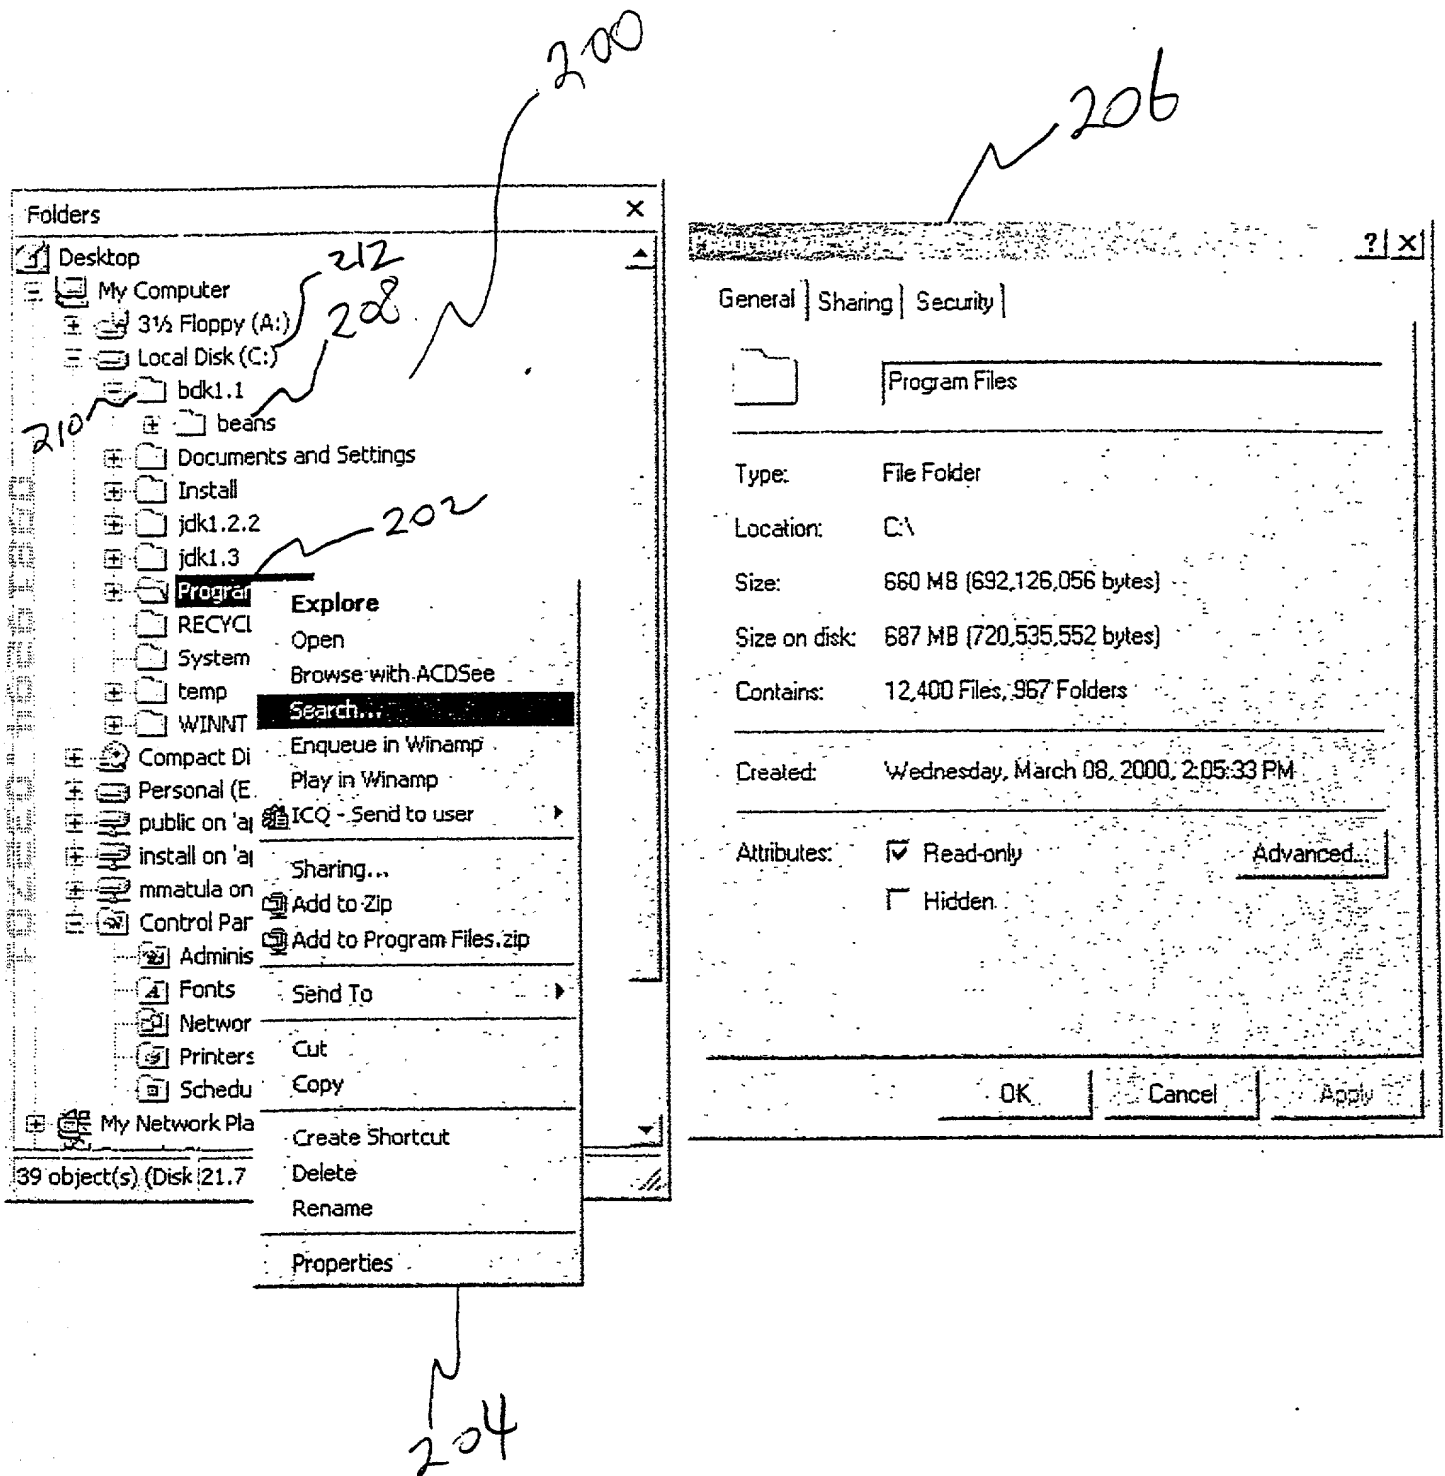 200
206
Folders
Desktop
212
My Computer
3½ Floppy (A:)
208
Local Disk (C:)
bdk1.1
210
beans
Documents and Settings
Install
jdk1.2.2
202
jdk1.3
Progra
RECYCL
System
temp
WINNT
Compact Di
Personal (E
public on 'a
install on 'a
mmatula on
Control Par
Adminis
Fonts
Networ
Printers
Schedu
My Network Pla
39 object(s) (Disk 21.7
Explore
Open
Browse with ACDSee
Search...
Enqueue in Winamp
Play in Winamp
ICQ - Send to user
Sharing...
Add to Zip
Add to Program Files.zip
Send To
Cut
Copy
Create Shortcut
Delete
Rename
Properties
204
General Sharing Security
Program Files
Type: File Folder
Location: C:\
Size: 660 MB (692,126,056 bytes)
Size on disk: 687 MB (720,535,552 bytes)
Contains: 12,400 Files, 967 Folders
Created: Wednesday, March 08, 2000, 2:05:33 PM
Attributes: Read-only Advanced...
Hidden
OK Cancel Apply